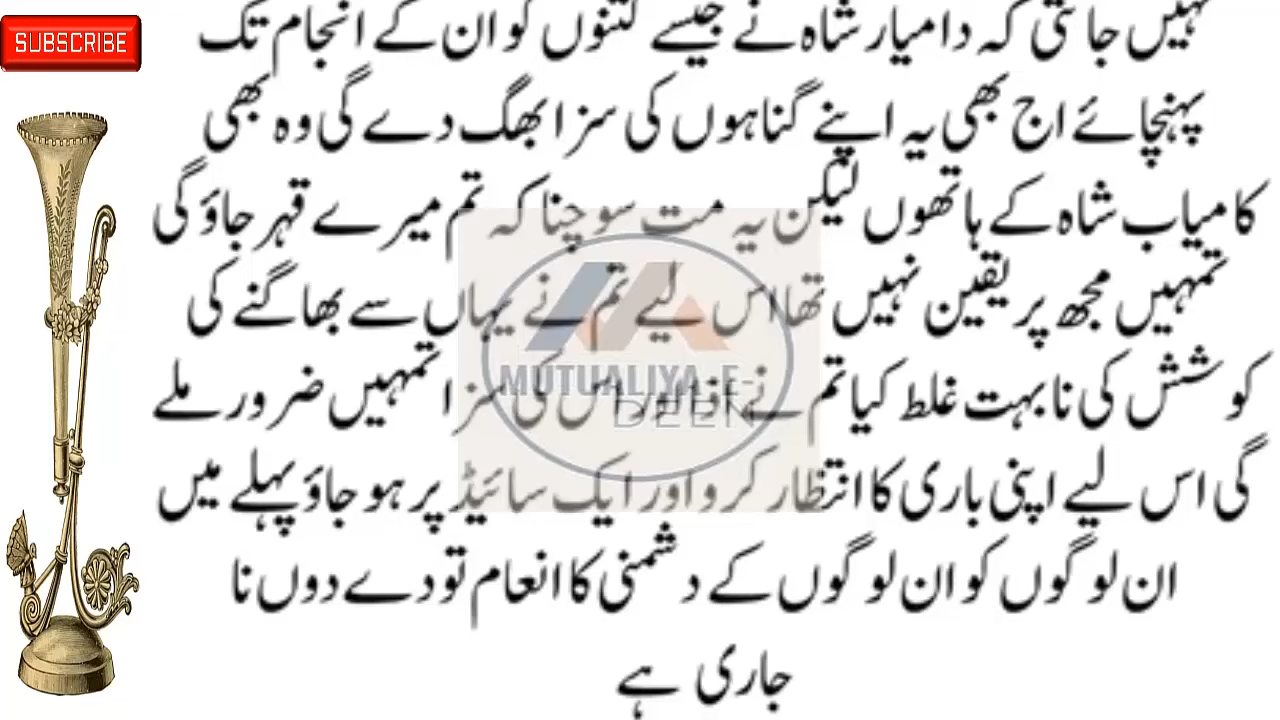 SUBSCRIBE
نہیں جانتی کہ دامیار شاہ نے جیسے کتنوں کو ان کے انجام تک
پہنچائے اج بھی یہ اپنے گناہوں کی سزا بھگ دے گی وہ بھی
کامیاب شاہ کے ہاتھوں لیکن یہ مت سوچنا کہ تم میرے قہر جاؤ گی
تمہیں مجھ پر یقین نہیں تھا اس لیے تم نے یہاں سے بھاگنے کی
کوشش کی نا بہت غلط کیا تم نے اور اس کی سزا تمہیں ضرور ملے
گی اس لیے اپنی باری کا انتظار کرو اور ایک سائیڈ پر ہو جاؤ پہلے میں
ان لوگوں کو ان لوگوں کے دشمنی کا انعام تو دے دوں نا
جاری ہے
MUTUALIYA-E-
DEEN